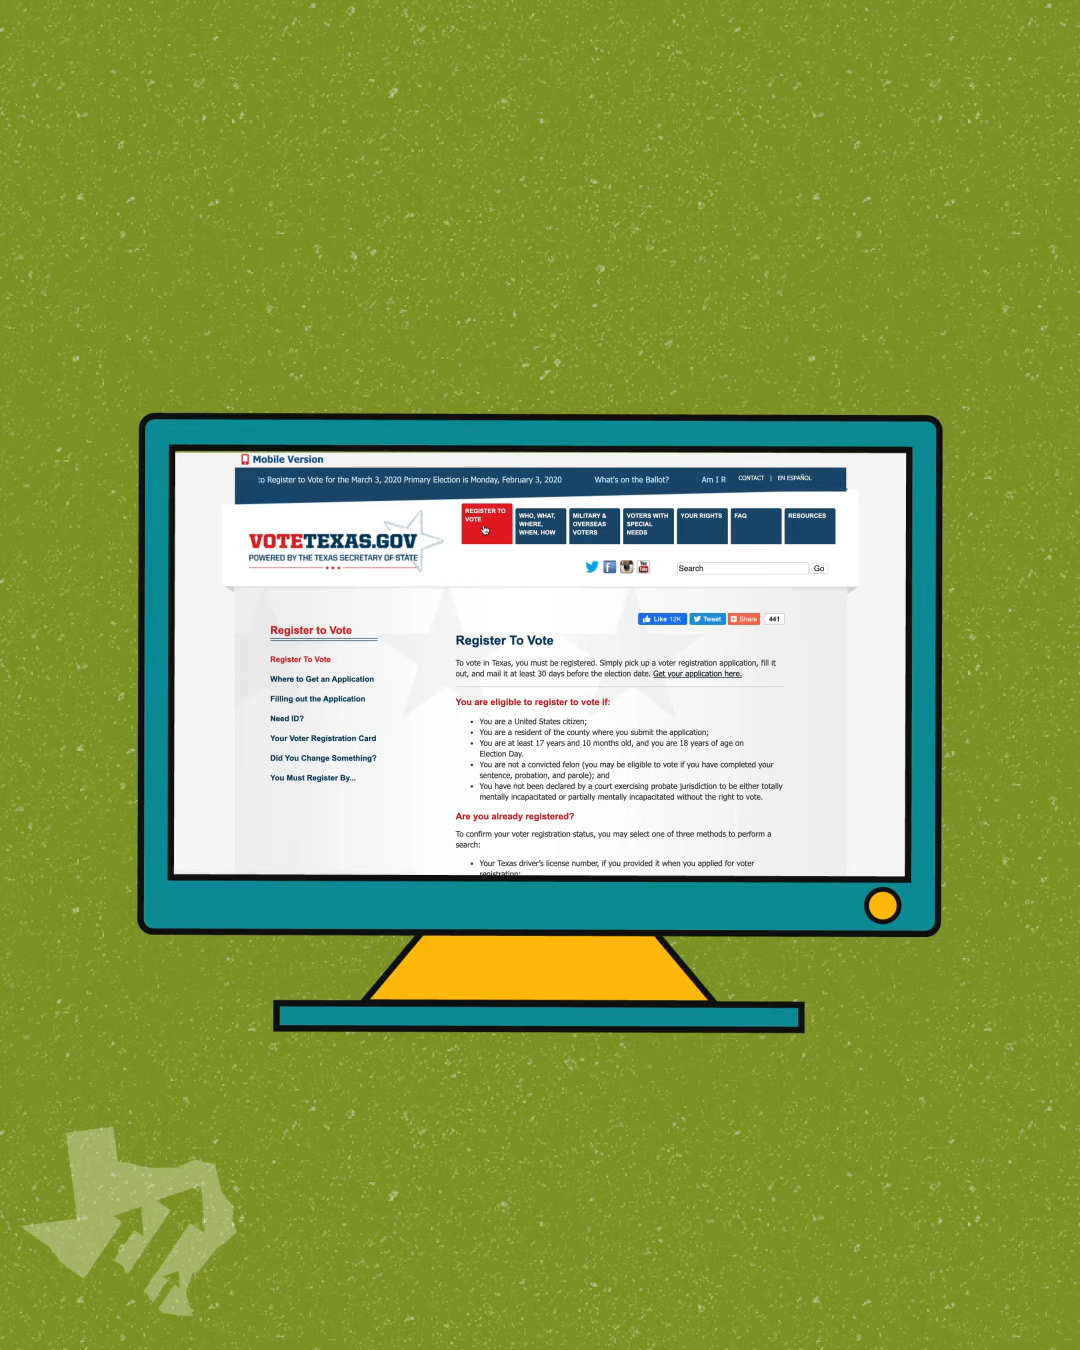 Mobile Version
to Register to Vote for the March 3, 2020 Primary Election is Monday, February 3, 2020 What's on the Ballot? Am I R CONTACT | EN ESPAÑOL
REGISTER TO VOTE
WHO, WHAT, WHERE, WHEN, HOW
MILITARY & OVERSEAS VOTERS
VOTERS WITH SPECIAL NEEDS
YOUR RIGHTS
FAQ
RESOURCES
VOTETEXAS.GOV
POWERED BY THE TEXAS SECRETARY OF STATE
Search Go
Like 12K Tweet Share 441
Register to Vote
Register To Vote
Where to Get an Application
Filling out the Application
Need ID?
Your Voter Registration Card
Did You Change Something?
You Must Register By...
Register To Vote
To vote in Texas, you must be registered. Simply pick up a voter registration application, fill it
out, and mail it at least 30 days before the election date. Get your application here.
You are eligible to register to vote if:
• You are a United States citizen;
• You are a resident of the county where you submit the application;
• You are at least 17 years and 10 months old, and you are 18 years of age on
Election Day.
• You are not a convicted felon (you may be eligible to vote if you have completed your
sentence, probation, and parole); and
• You have not been declared by a court exercising probate jurisdiction to be either totally
mentally incapacitated or partially mentally incapacitated without the right to vote.
Are you already registered?
To confirm your voter registration status, you may select one of three methods to perform a
search:
• Your Texas driver's license number, if you provided it when you applied for voter
registration;